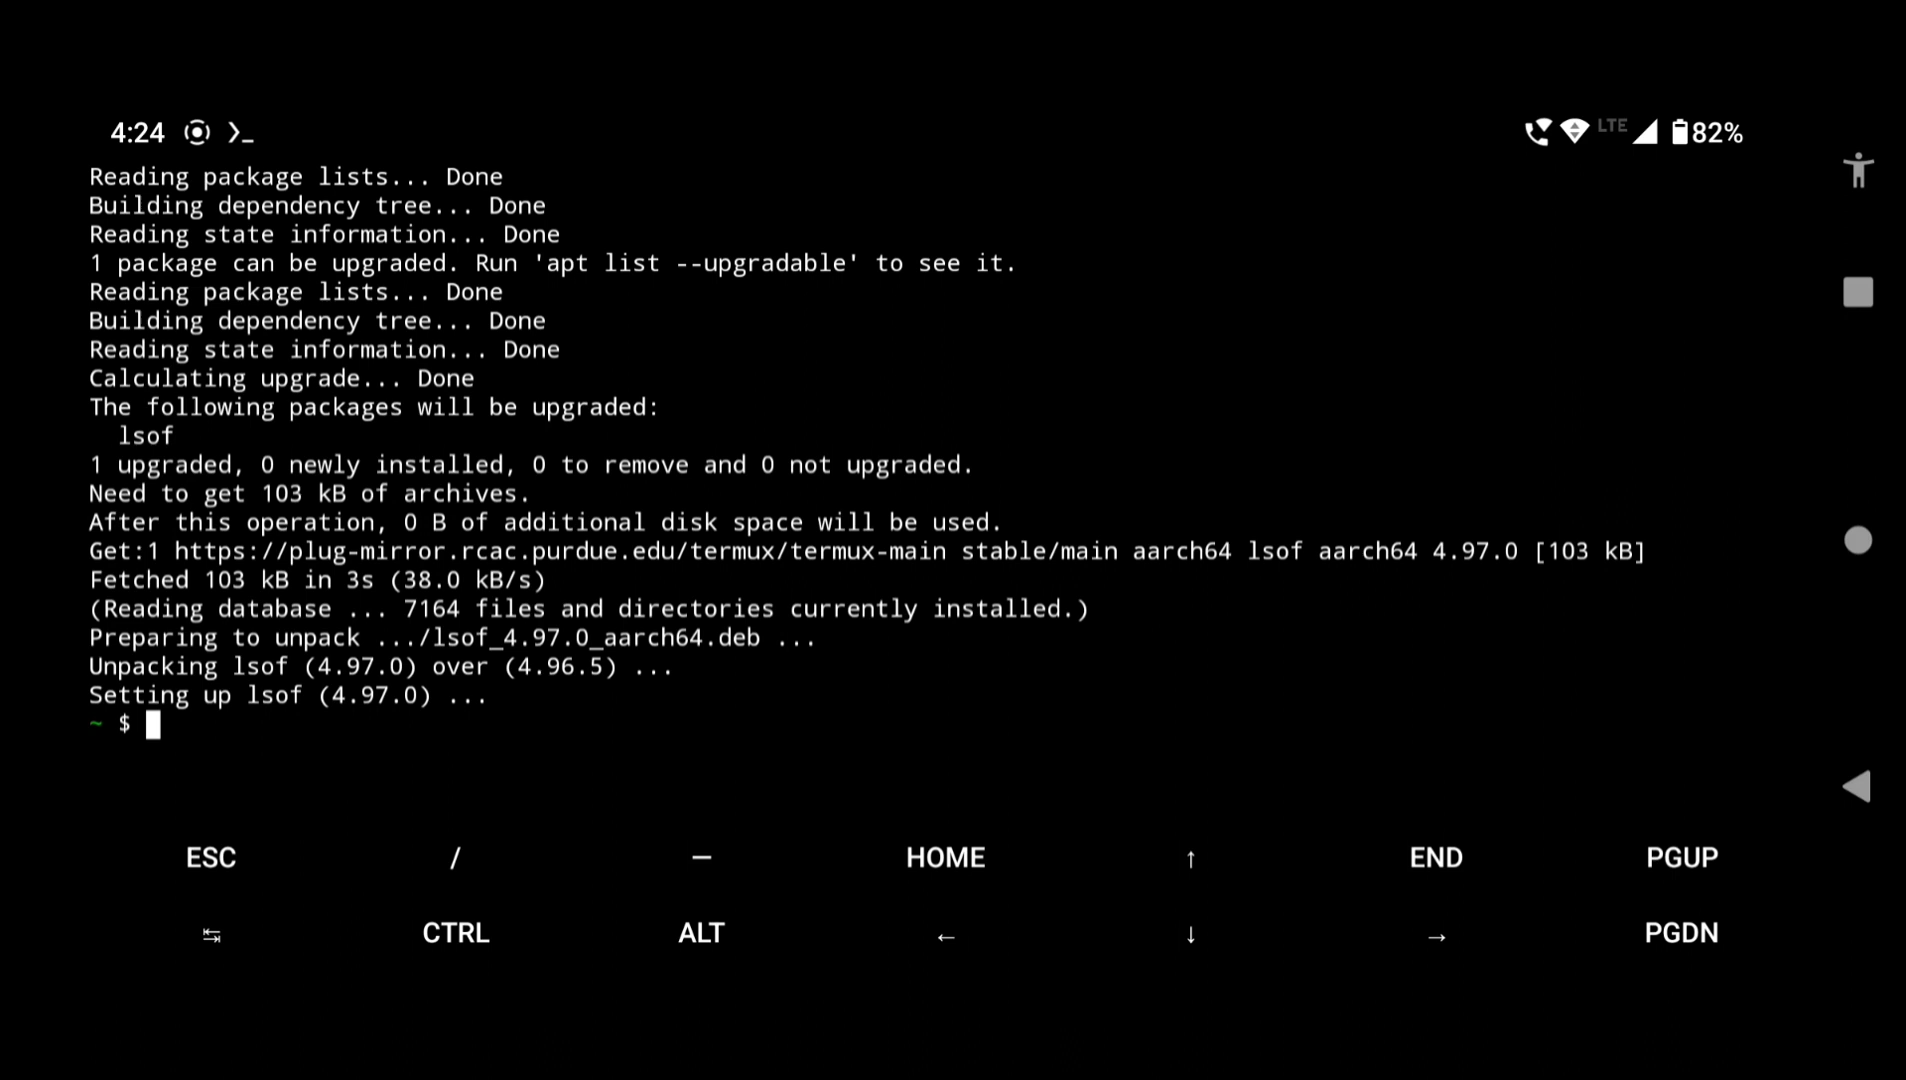 4:24 LTE 82%
Reading package lists... Done
Building dependency tree... Done
Reading state information... Done
1 package can be upgraded. Run 'apt list --upgradable' to see it.
Reading package lists... Done
Building dependency tree... Done
Reading state information... Done
Calculating upgrade... Done
The following packages will be upgraded:
  lsof
1 upgraded, 0 newly installed, 0 to remove and 0 not upgraded.
Need to get 103 kB of archives.
After this operation, 0 B of additional disk space will be used.
Get:1 https://plug-mirror.rcac.purdue.edu/termux/termux-main stable/main aarch64 lsof aarch64 4.97.0 [103 kB]
Fetched 103 kB in 3s (38.0 kB/s)
(Reading database ... 7164 files and directories currently installed.)
Preparing to unpack .../lsof_4.97.0_aarch64.deb ...
Unpacking lsof (4.97.0) over (4.96.5) ...
Setting up lsof (4.97.0) ...
~ $
ESC / — HOME ↑ END PGUP
↹ CTRL ALT ← ↓ → PGDN